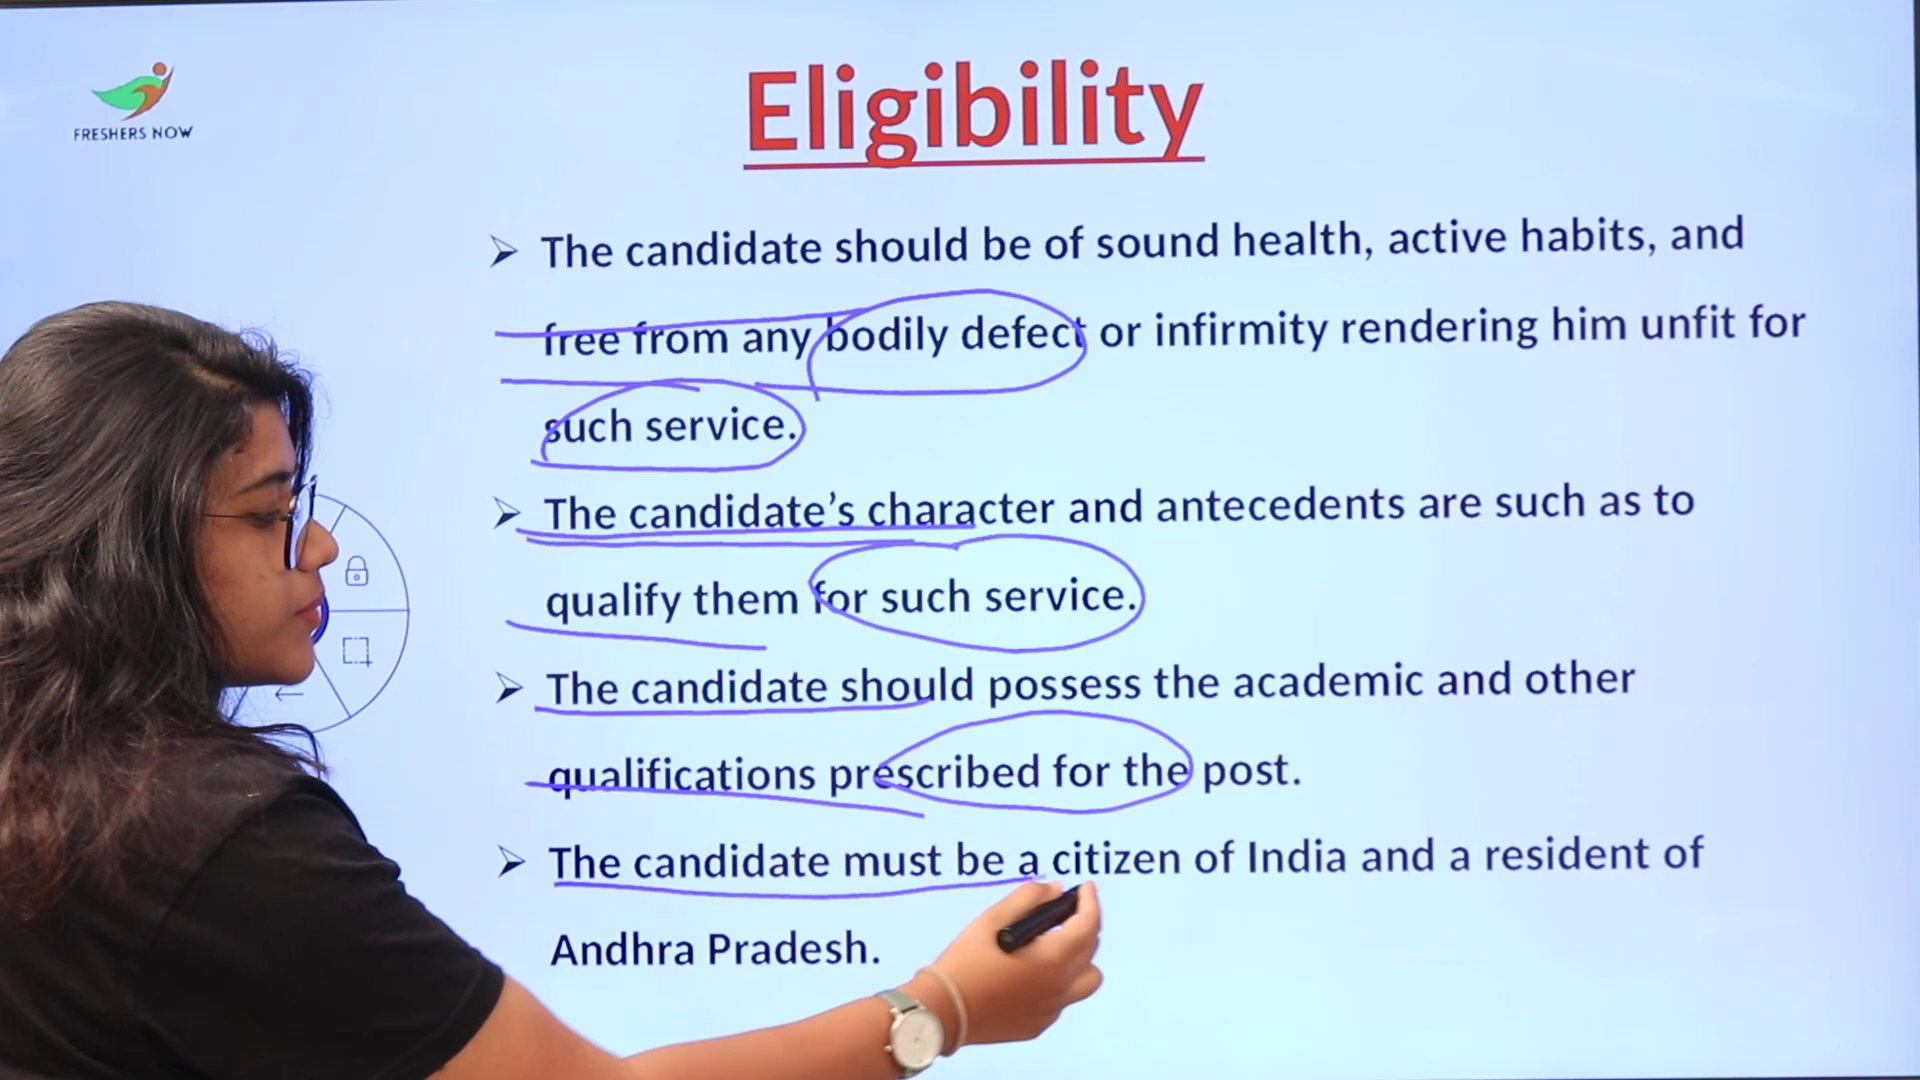 FRESHERS NOW
Eligibility
➢ The candidate should be of sound health, active habits, and
free from any bodily defect or infirmity rendering him unfit for
such service.
➢ The candidate’s character and antecedents are such as to
qualify them for such service.
➢ The candidate should possess the academic and other
qualifications prescribed for the post.
➢ The candidate must be a citizen of India and a resident of
Andhra Pradesh.